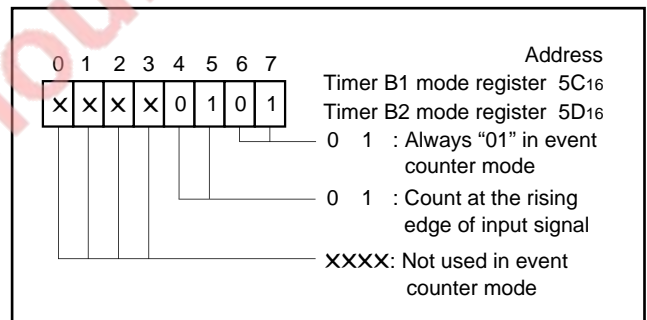 Address
0 1 2 3 4 5 6 7
Timer B1 mode register 5C16
X X X X 0 1 0 1
Timer B2 mode register 5D16
0 1 : Always “01” in event
counter mode
0 1 : Count at the rising
edge of input signal
XXXX: Not used in event
counter mode